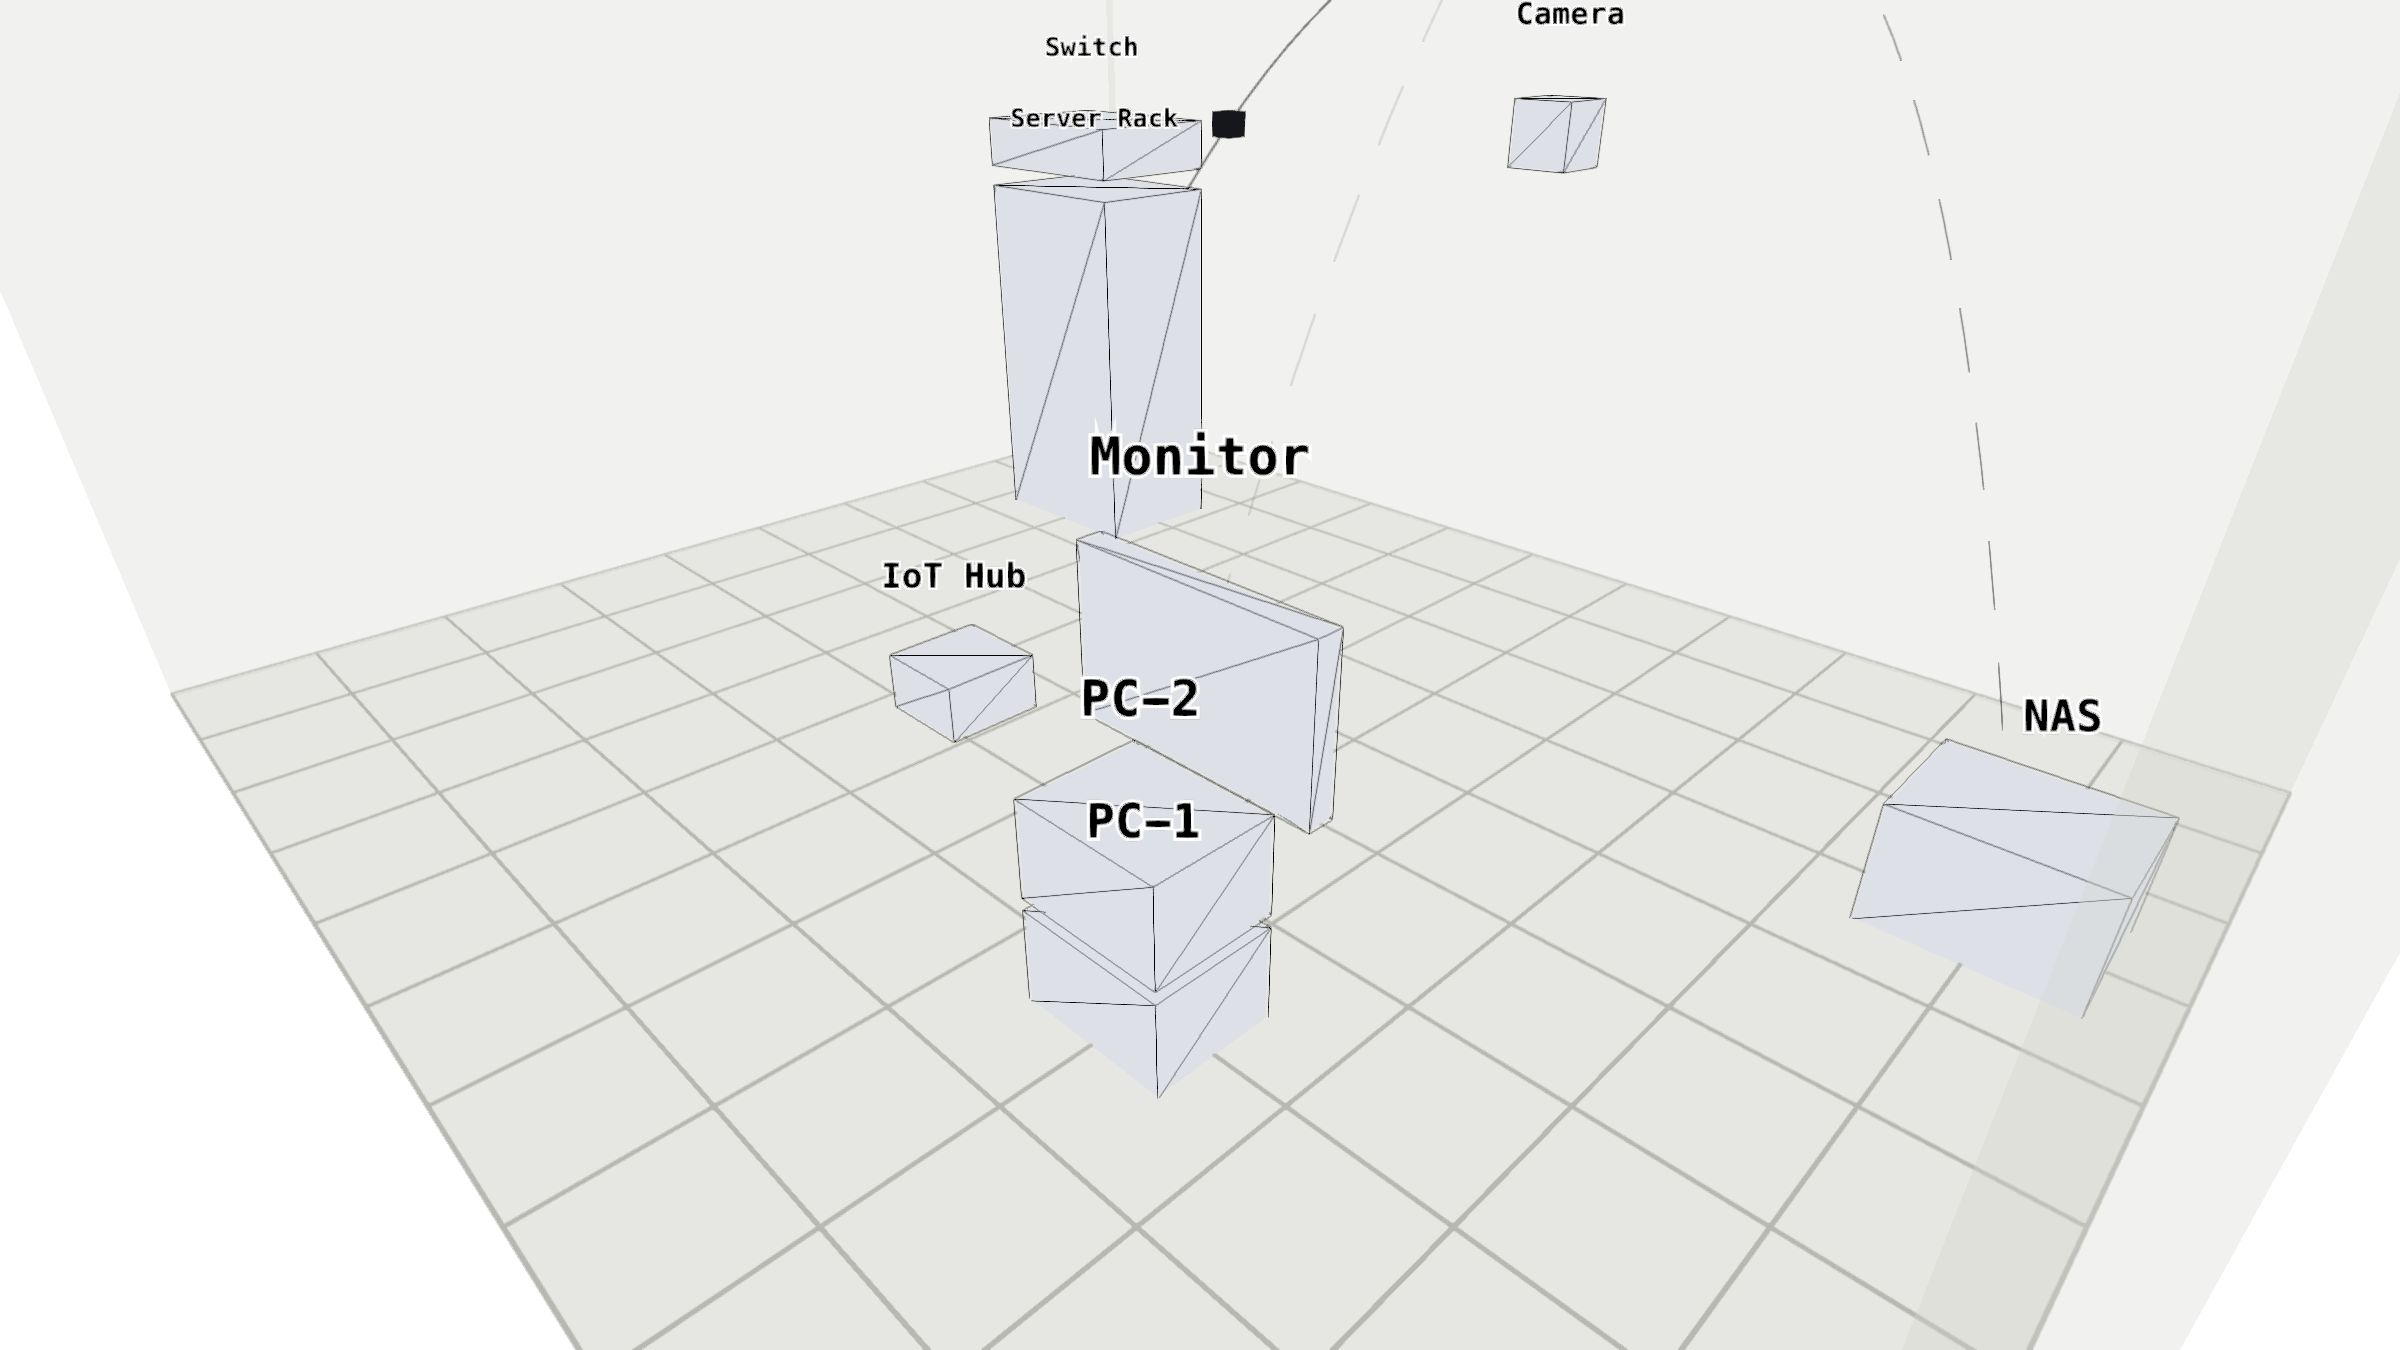 Camera
Switch
Server Rack
Monitor
IoT Hub
PC–2
NAS
PC–1